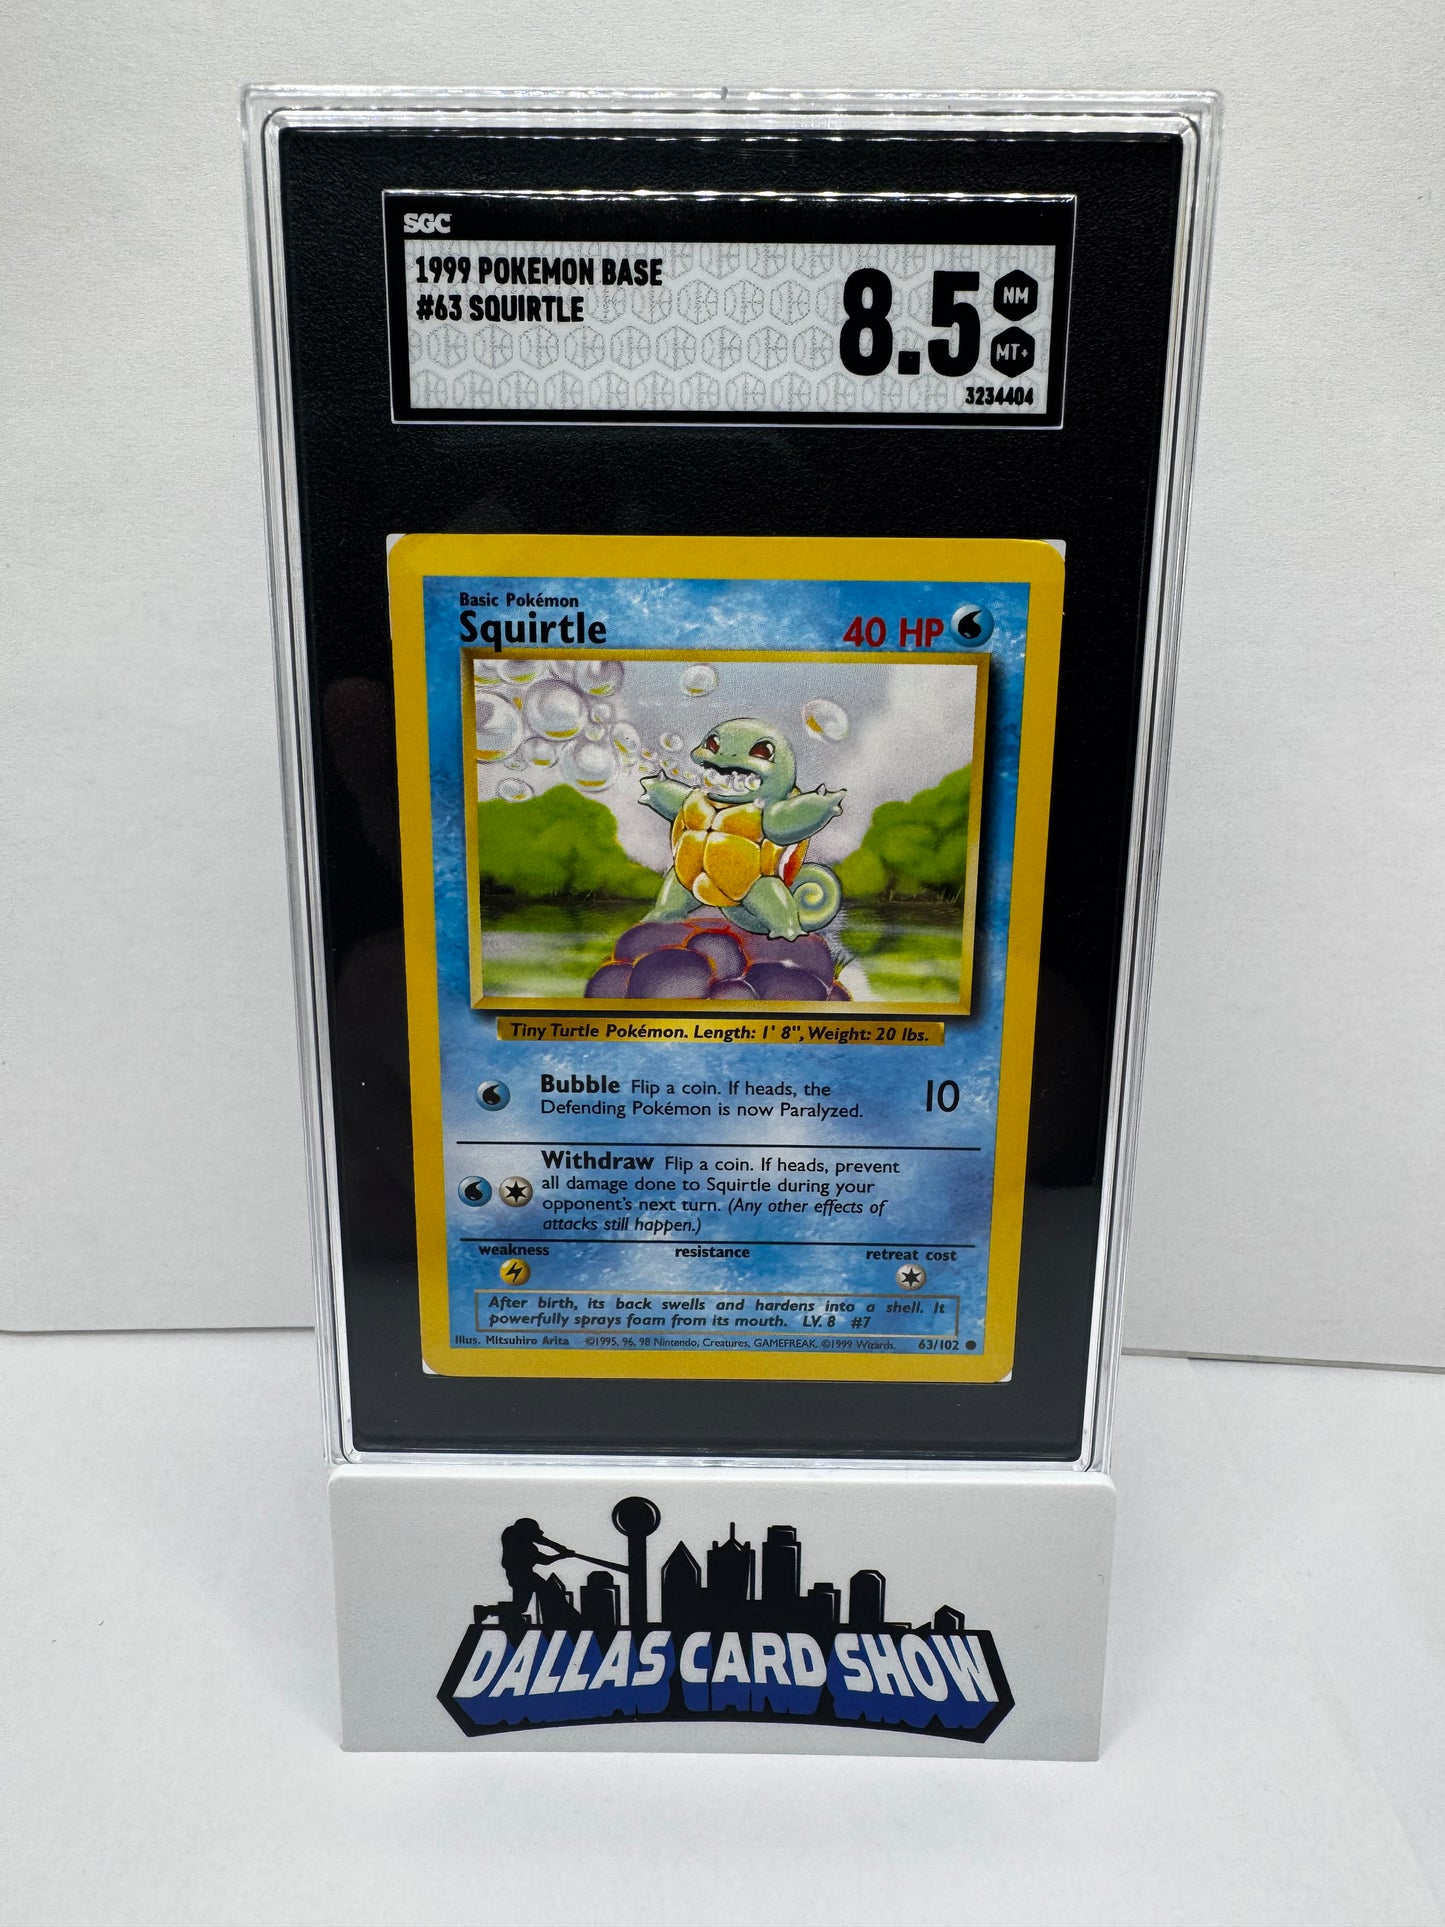 SGC
1999 POKEMON BASE
#63 SQUIRTLE
8.5
NM
MT+
3234404
Basic Pokémon
Squirtle
40 HP
Tiny Turtle Pokémon. Length: 1' 8", Weight: 20 lbs.
Bubble Flip a coin. If heads, the
Defending Pokémon is now Paralyzed.
10
Withdraw Flip a coin. If heads, prevent
all damage done to Squirtle during your
opponent's next turn. (Any other effects of
attacks still happen.)
weakness resistance retreat cost
After birth, its back swells and hardens into a shell. It
powerfully sprays foam from its mouth. LV. 8 #7
Illus. Mitsuhiro Arita ©1995, 96, 98 Nintendo, Creatures, GAMEFREAK. ©1999 Wizards. 63/102
DALLAS CARD SHOW